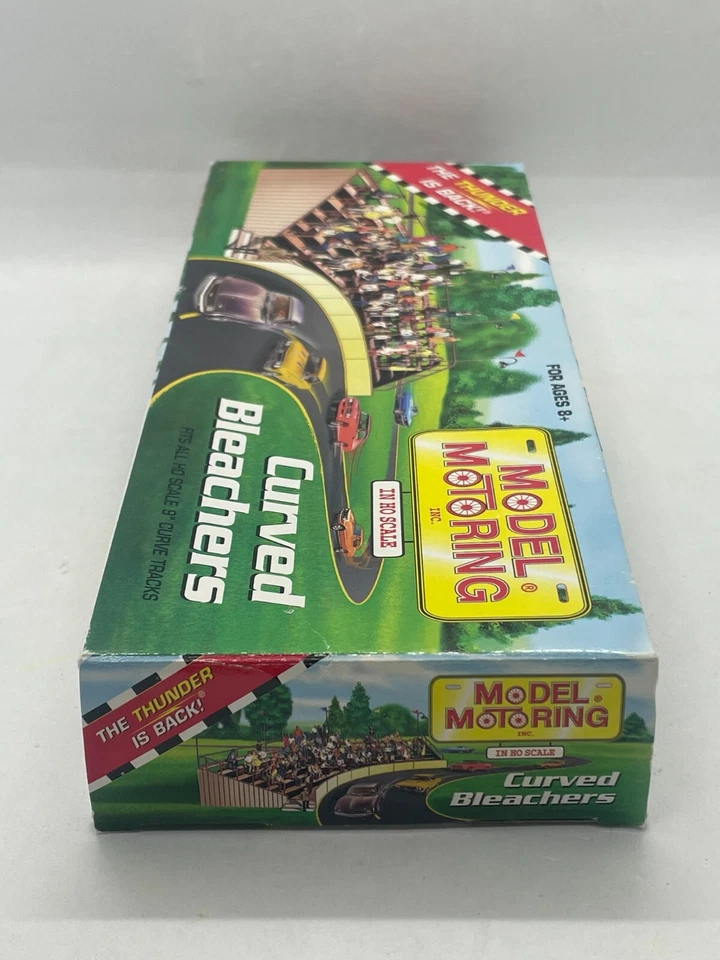 THE THUNDER
IS BACK!®
FOR AGES 8+
MODEL®
MOTORING
INC.
IN HO SCALE
Curved
Bleachers
FITS ALL HO SCALE 9" CURVE TRACKS
THE THUNDER
IS BACK!®
MODEL®
MOTORING
INC.
IN HO SCALE
Curved
Bleachers